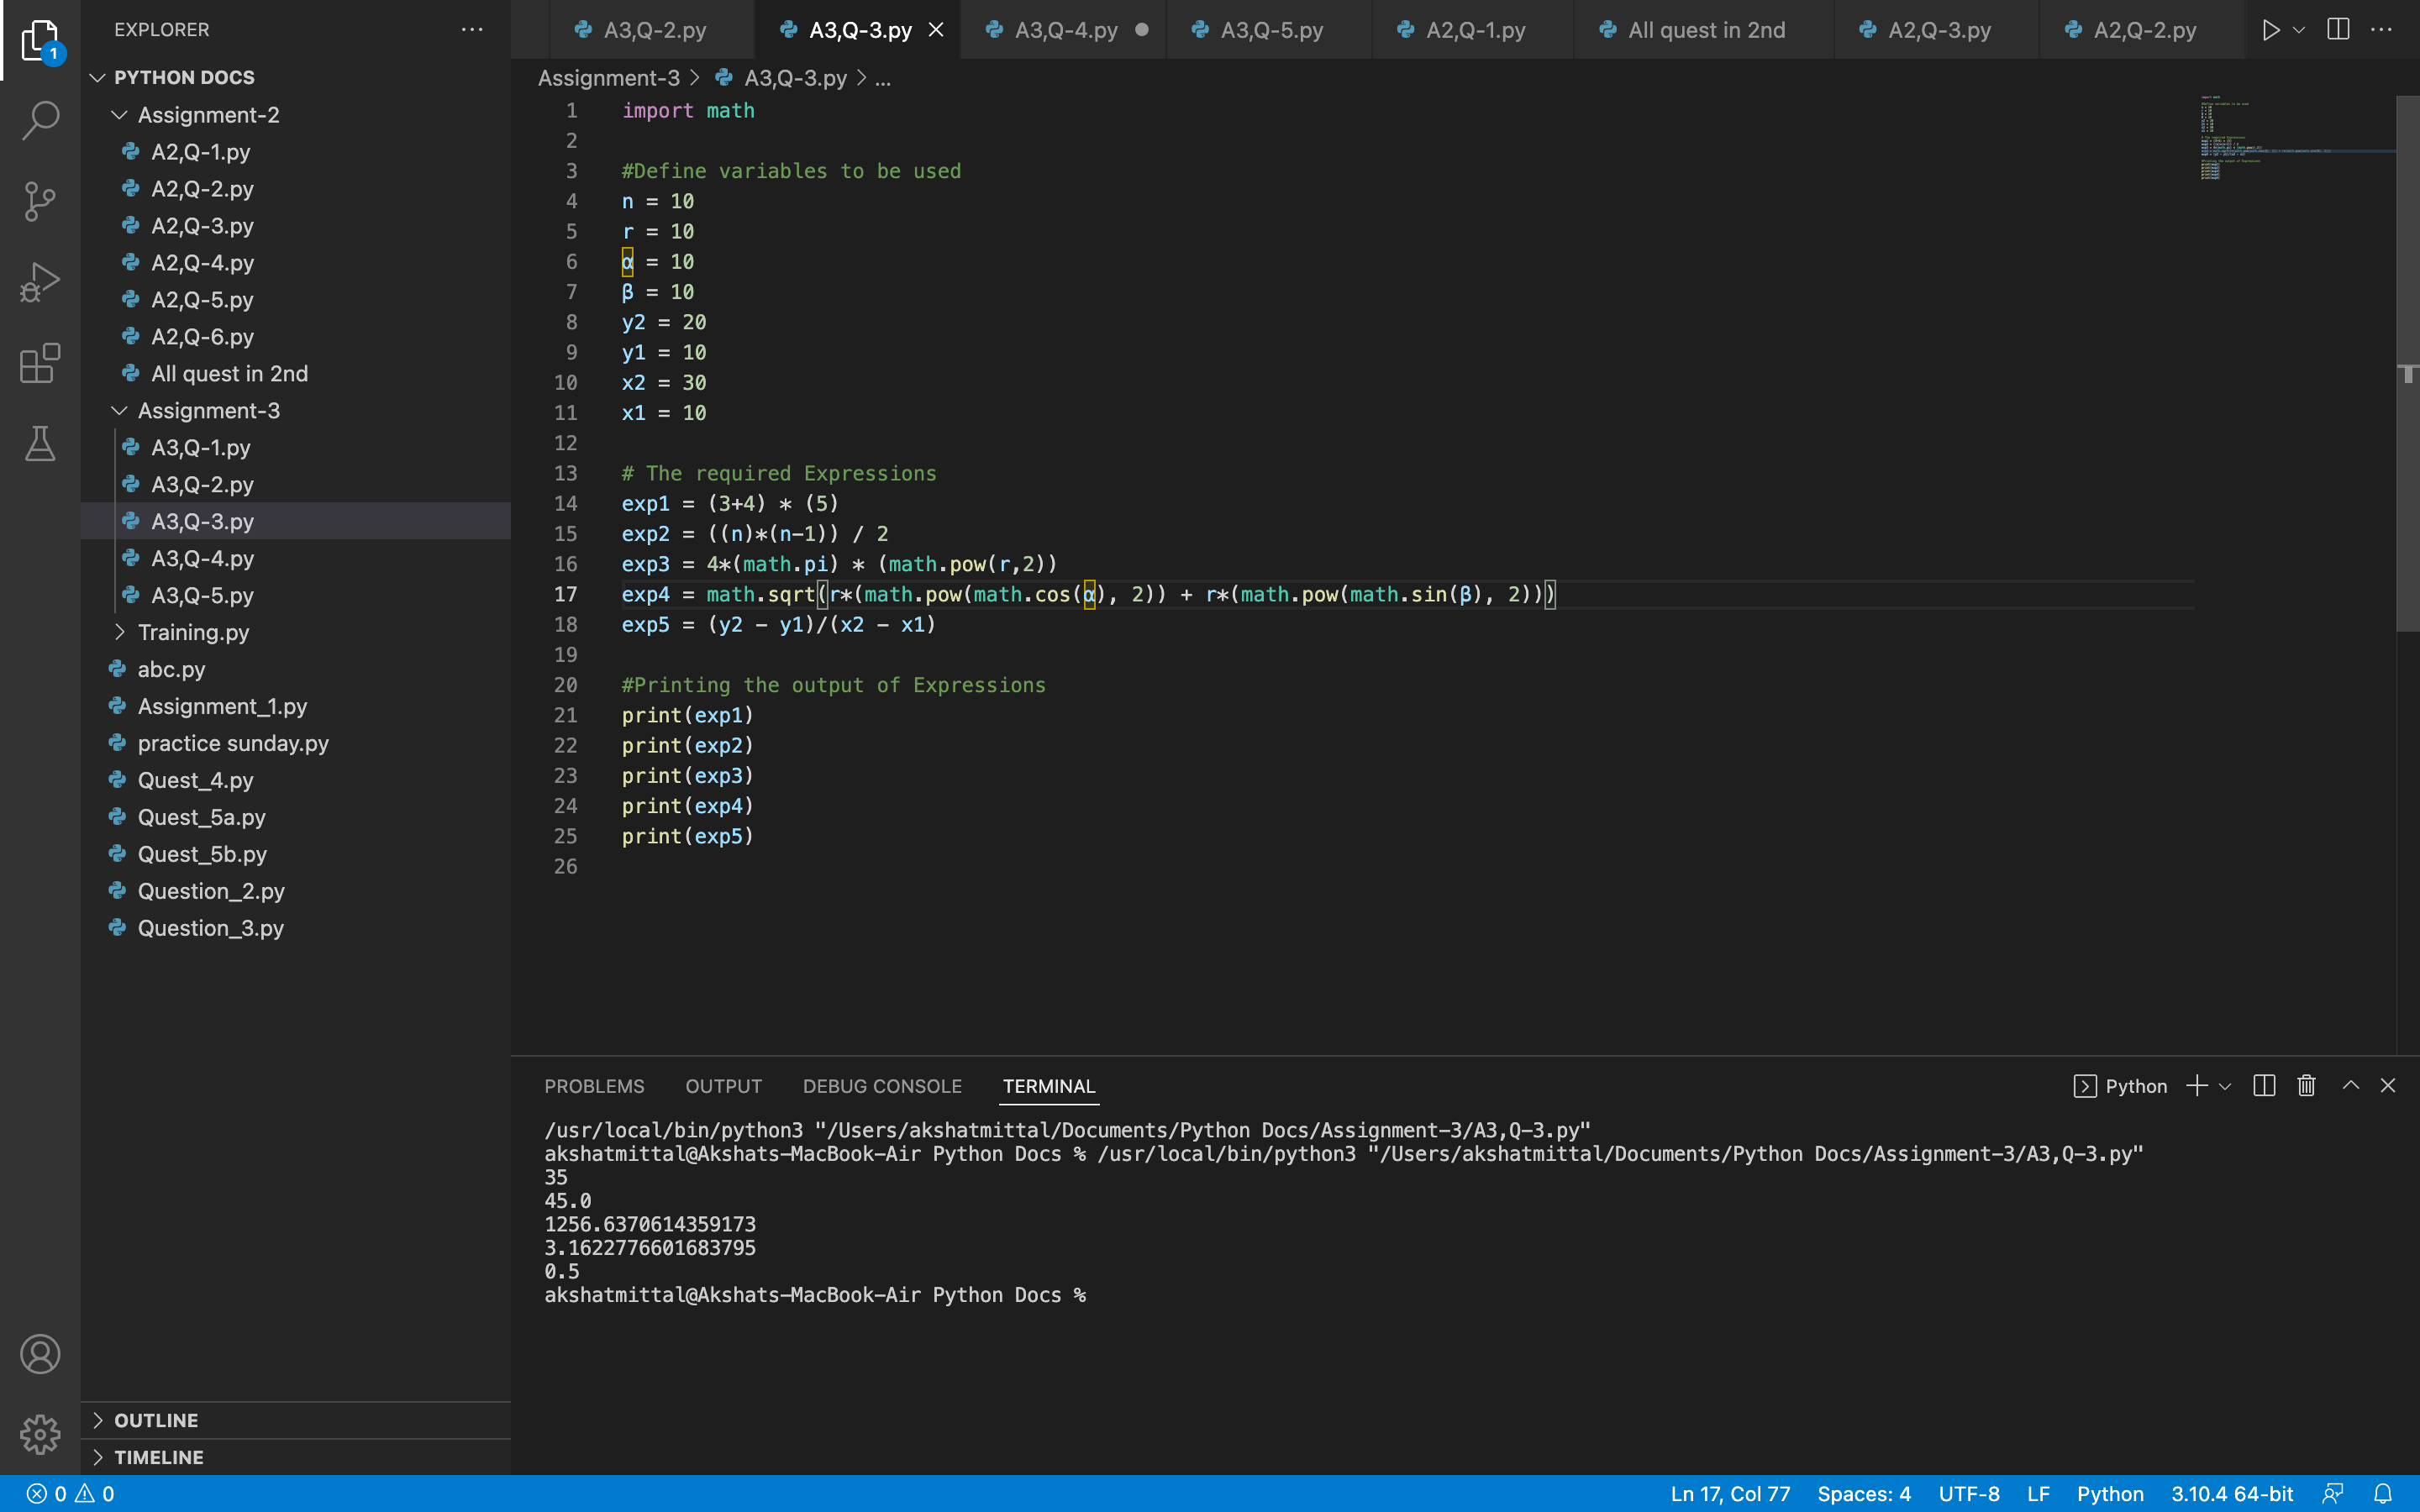 EXPLORER
1
PYTHON DOCS
Assignment-2
A2,Q-1.py
A2,Q-2.py
A2,Q-3.py
A2,Q-4.py
A2,Q-5.py
A2,Q-6.py
All quest in 2nd
Assignment-3
A3,Q-1.py
A3,Q-2.py
A3,Q-3.py
A3,Q-4.py
A3,Q-5.py
Training.py
abc.py
Assignment_1.py
practice sunday.py
Quest_4.py
Quest_5a.py
Quest_5b.py
Question_2.py
Question_3.py
OUTLINE
TIMELINE
A3,Q-2.py A3,Q-3.py A3,Q-4.py A3,Q-5.py A2,Q-1.py All quest in 2nd A2,Q-3.py A2,Q-2.py
Assignment-3 > A3,Q-3.py > ...
1 import math
2
3 #Define variables to be used
4 n = 10
5 r = 10
6 α = 10
7 β = 10
8 y2 = 20
9 y1 = 10
10 x2 = 30
11 x1 = 10
12
13 # The required Expressions
14 exp1 = (3+4) * (5)
15 exp2 = ((n)*(n-1)) / 2
16 exp3 = 4*(math.pi) * (math.pow(r,2))
17 exp4 = math.sqrt(r*(math.pow(math.cos(α), 2)) + r*(math.pow(math.sin(β), 2)))
18 exp5 = (y2 - y1)/(x2 - x1)
19
20 #Printing the output of Expressions
21 print(exp1)
22 print(exp2)
23 print(exp3)
24 print(exp4)
25 print(exp5)
26
PROBLEMS OUTPUT DEBUG CONSOLE TERMINAL
Python
/usr/local/bin/python3 "/Users/akshatmittal/Documents/Python Docs/Assignment-3/A3,Q-3.py"
akshatmittal@Akshats-MacBook-Air Python Docs % /usr/local/bin/python3 "/Users/akshatmittal/Documents/Python Docs/Assignment-3/A3,Q-3.py"
35
45.0
1256.6370614359173
3.1622776601683795
0.5
akshatmittal@Akshats-MacBook-Air Python Docs %
0 0
Ln 17, Col 77 Spaces: 4 UTF-8 LF Python 3.10.4 64-bit